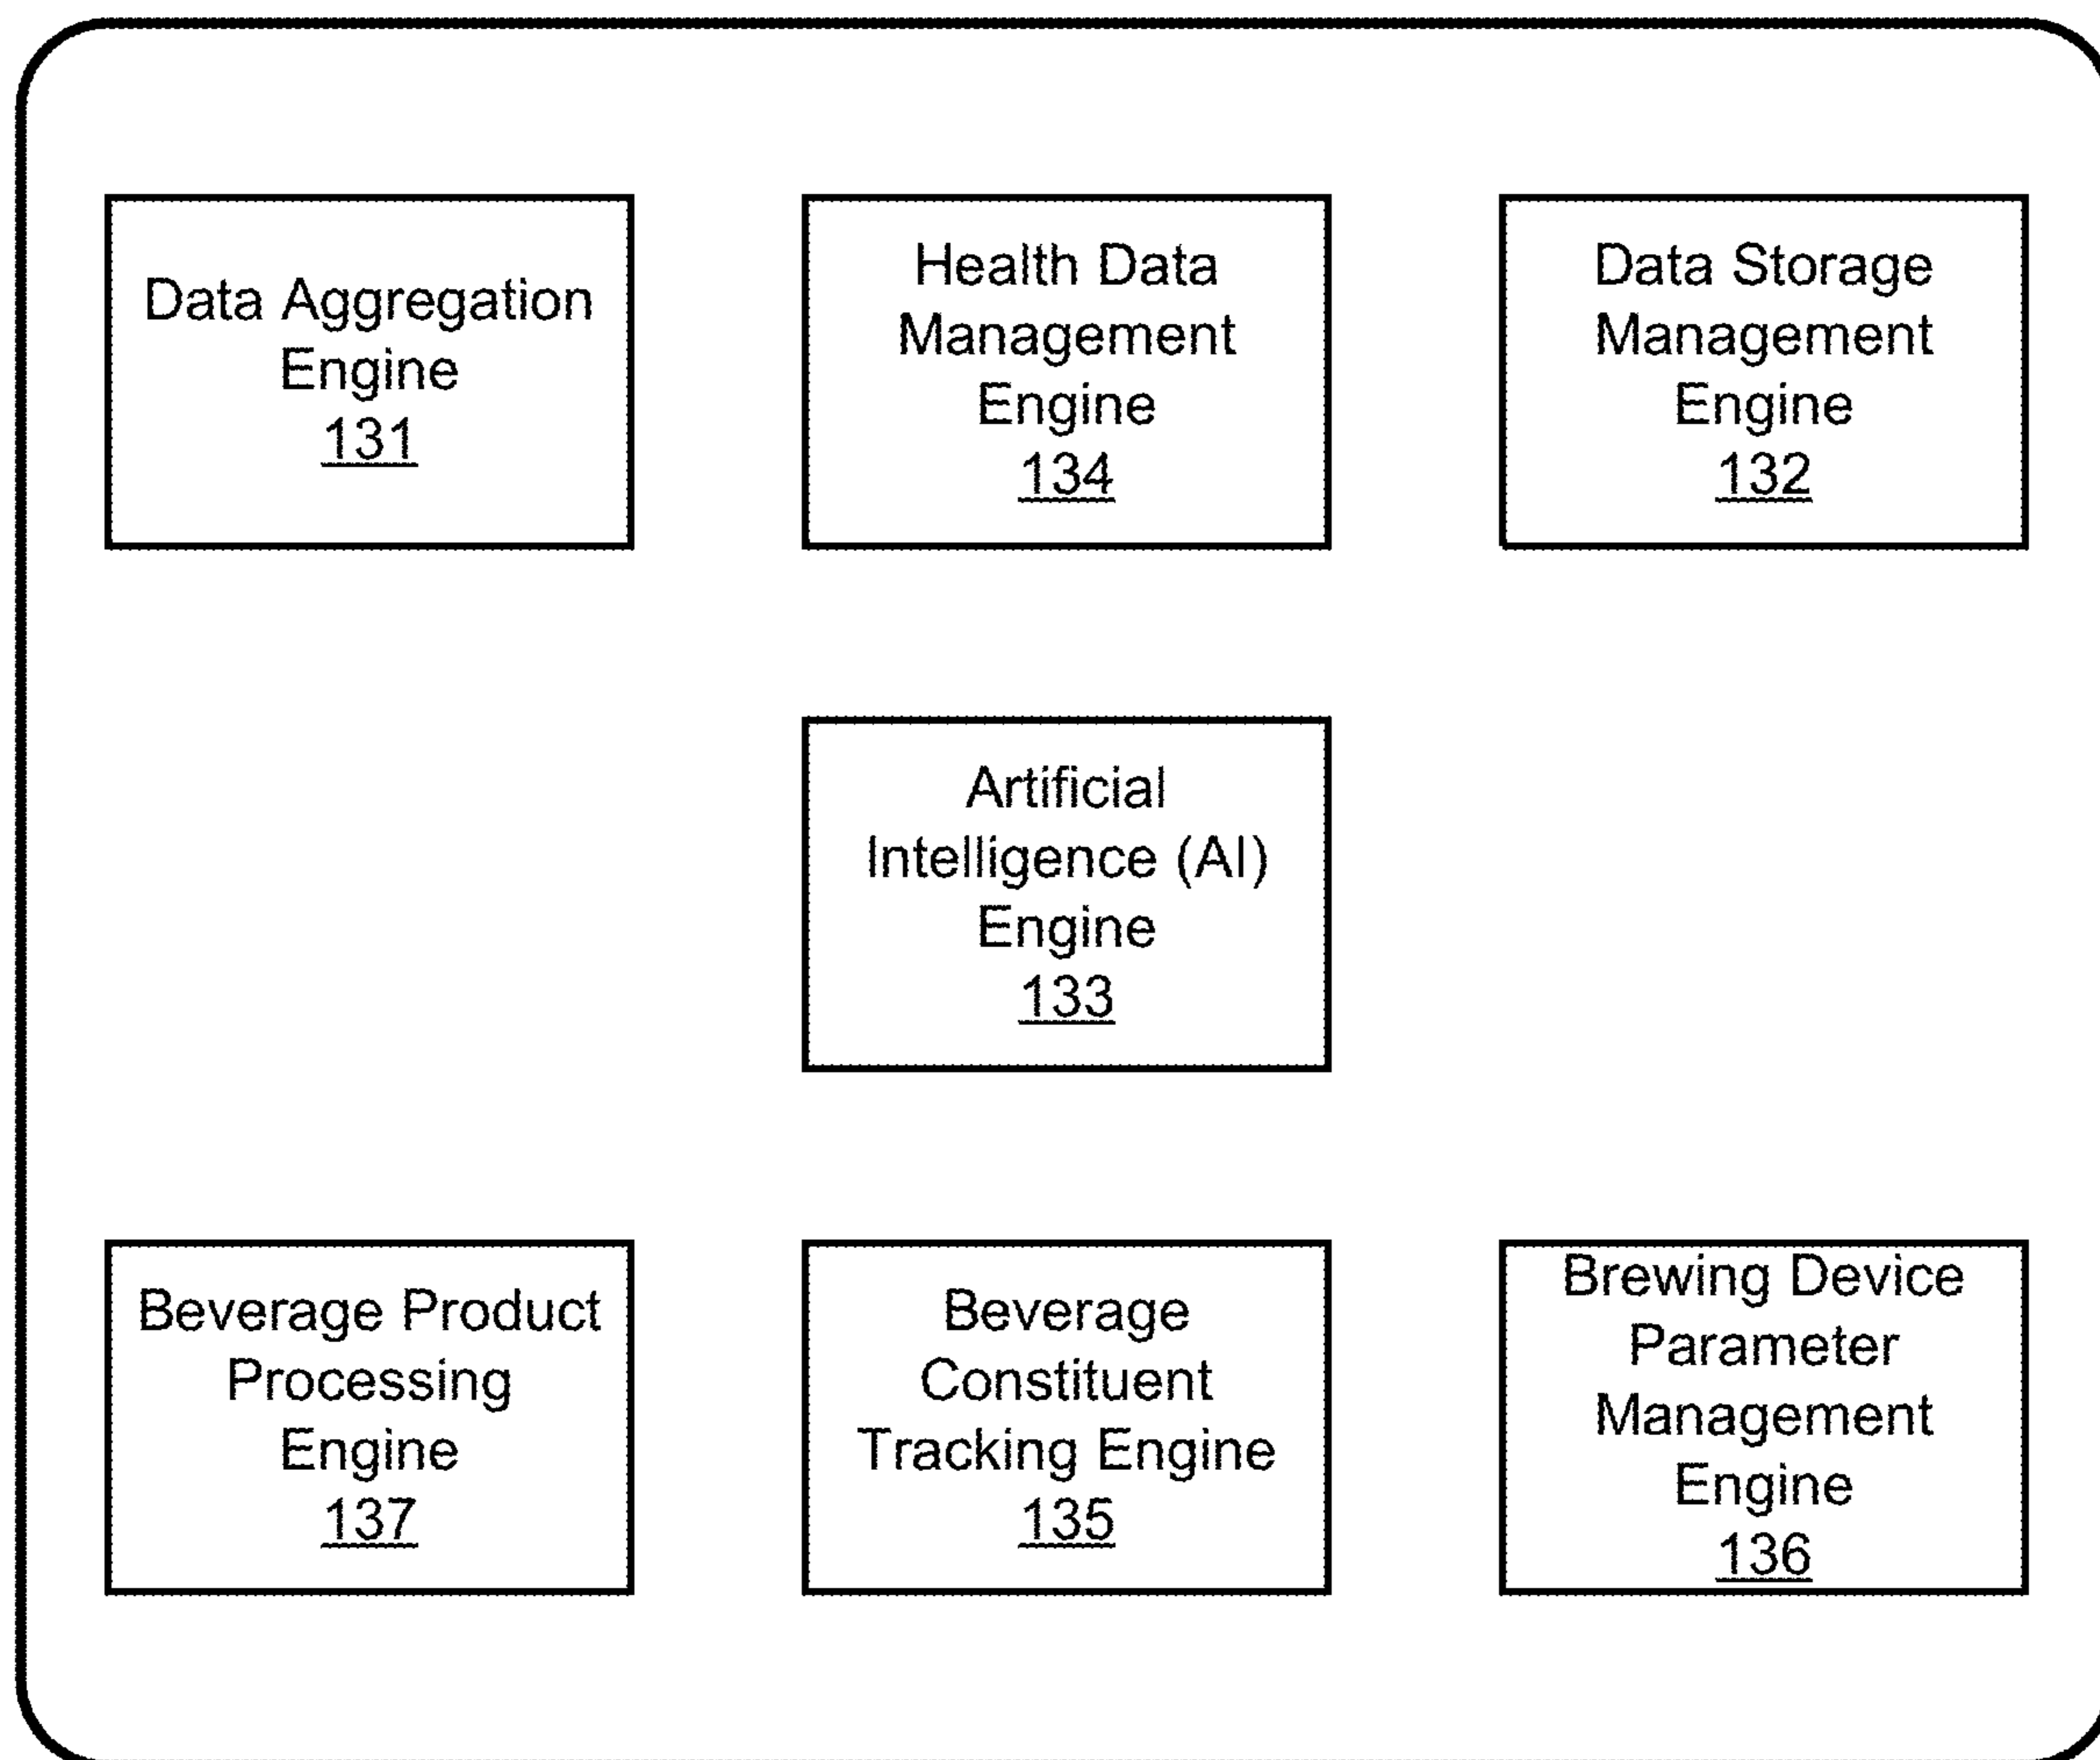 Data Aggregation
Engine
131
Health Data
Management
Engine
134
Data Storage
Management
Engine
132
Artificial
Intelligence (AI)
Engine
133
Beverage Product
Processing
Engine
137
Beverage
Constituent
Tracking Engine
135
Brewing Device
Parameter
Management
Engine
136